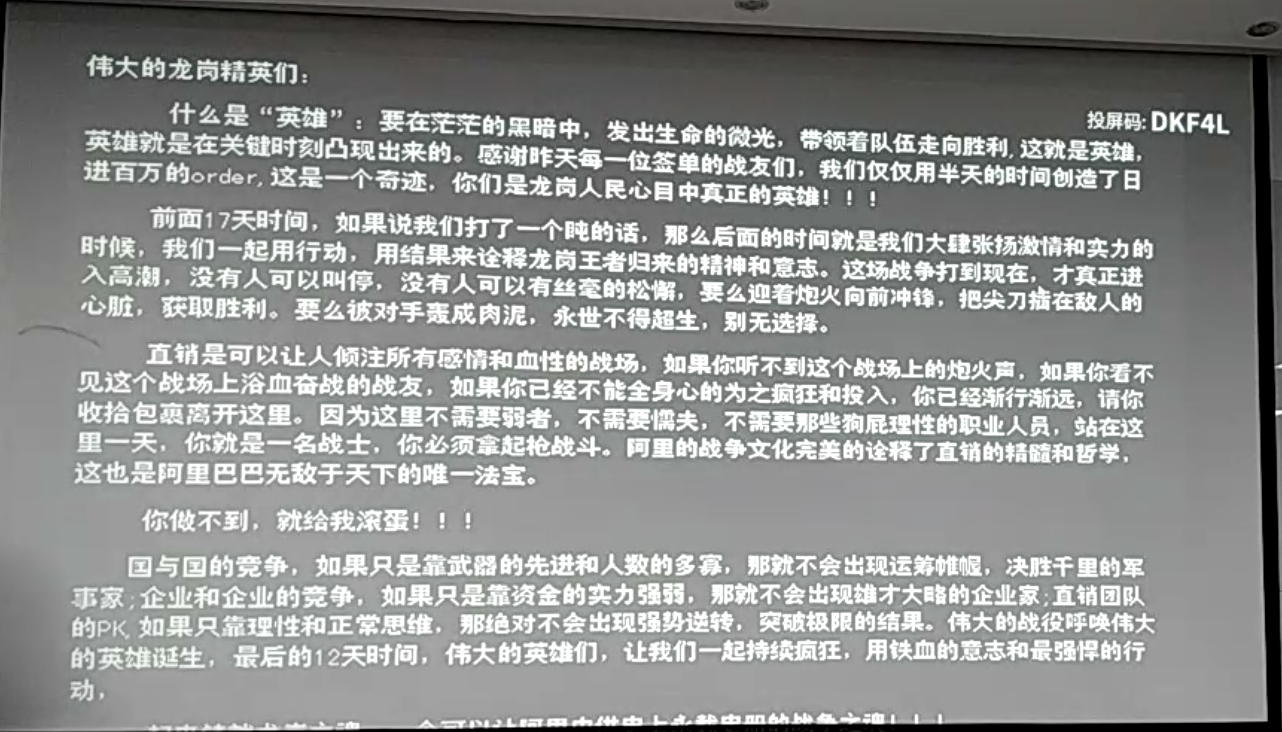 伟大的龙岗精英们：
投屏码: DKF4L
什么是“英雄”：要在茫茫的黑暗中，发出生命的微光，带领着队伍走向胜利,这就是英雄，
英雄就是在关键时刻凸现出来的。感谢昨天每一位签单的战友们，我们仅仅用半天的时间创造了日
进百万的order,这是一个奇迹，你们是龙岗人民心目中真正的英雄！！！
前面17天时间，如果说我们打了一个盹的话，那么后面的时间就是我们大肆张扬激情和实力的
时候，我们一起用行动，用结果来诠释龙岗王者归来的精神和意志。这场战争打到现在，才真正进
入高潮，没有人可以叫停，没有人可以有丝毫的松懈，要么迎着炮火向前冲锋，把尖刀插在敌人的
心脏，获取胜利。要么被对手轰成肉泥，永世不得超生，别无选择。
直销是可以让人倾注所有感情和血性的战场，如果你听不到这个战场上的炮火声，如果你看不
见这个战场上浴血奋战的战友，如果你已经不能全身心的为之疯狂和投入，你已经渐行渐远，请你
收拾包裹离开这里。因为这里不需要弱者，不需要懦夫，不需要那些狗屁理性的职业人员，站在这
里一天，你就是一名战士，你必须拿起枪战斗。阿里的战争文化完美的诠释了直销的精髓和哲学，
这也是阿里巴巴无敌于天下的唯一法宝。
你做不到，就给我滚蛋！！！
国与国的竞争，如果只是靠武器的先进和人数的多寡，那就不会出现运筹帷幄，决胜千里的军
事家;企业和企业的竞争，如果只是靠资金的实力强弱，那就不会出现雄才大略的企业家;直销团队
的PK,如果只靠理性和正常思维，那绝对不会出现强势逆转，突破极限的结果。伟大的战役呼唤伟大
的英雄诞生，最后的12天时间，伟大的英雄们，让我们一起持续疯狂，用铁血的意志和最强悍的行
动，